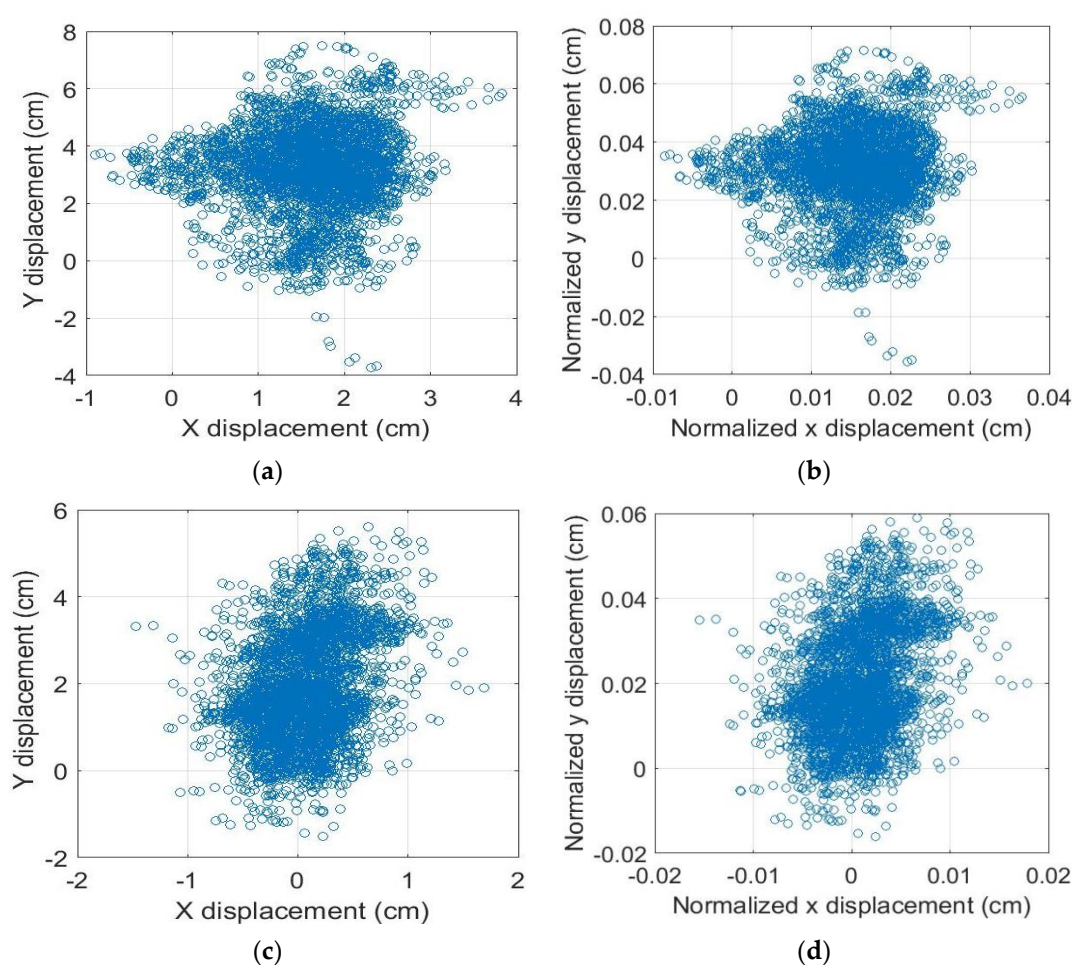 8
6
4
2
0
-2
-4
Y displacement (cm)
-1 0 1 2 3 4
X displacement (cm)
(a)
0.08
0.06
0.04
0.02
0
-0.02
-0.04
Normalized y displacement (cm)
-0.01 0 0.01 0.02 0.03 0.04
Normalized x displacement (cm)
(b)
6
4
2
0
-2
Y displacement (cm)
-2 -1 0 1 2
X displacement (cm)
(c)
0.06
0.04
0.02
0
-0.02
Normalized y displacement (cm)
-0.02 -0.01 0 0.01 0.02
Normalized x displacement (cm)
(d)